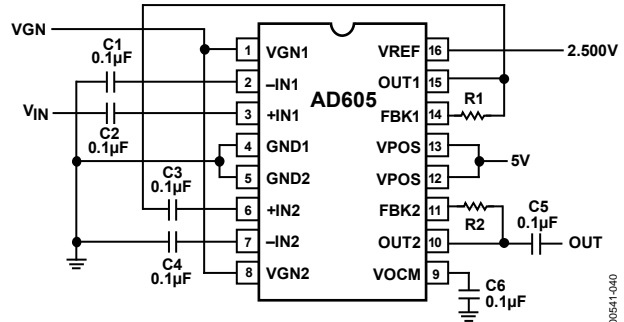 VGN
C1
0.1µF
VIN
C2
0.1µF
C3
0.1µF
C4
0.1µF
AD605
1 VGN1
2 –IN1
3 +IN1
4 GND1
5 GND2
6 +IN2
7 –IN2
8 VGN2
VREF 16
OUT1 15
FBK1 14
VPOS 13
VPOS 12
FBK2 11
OUT2 10
VOCM 9
2.500V
R1
5V
R2
C5
0.1µF
OUT
C6
0.1µF
00541-040